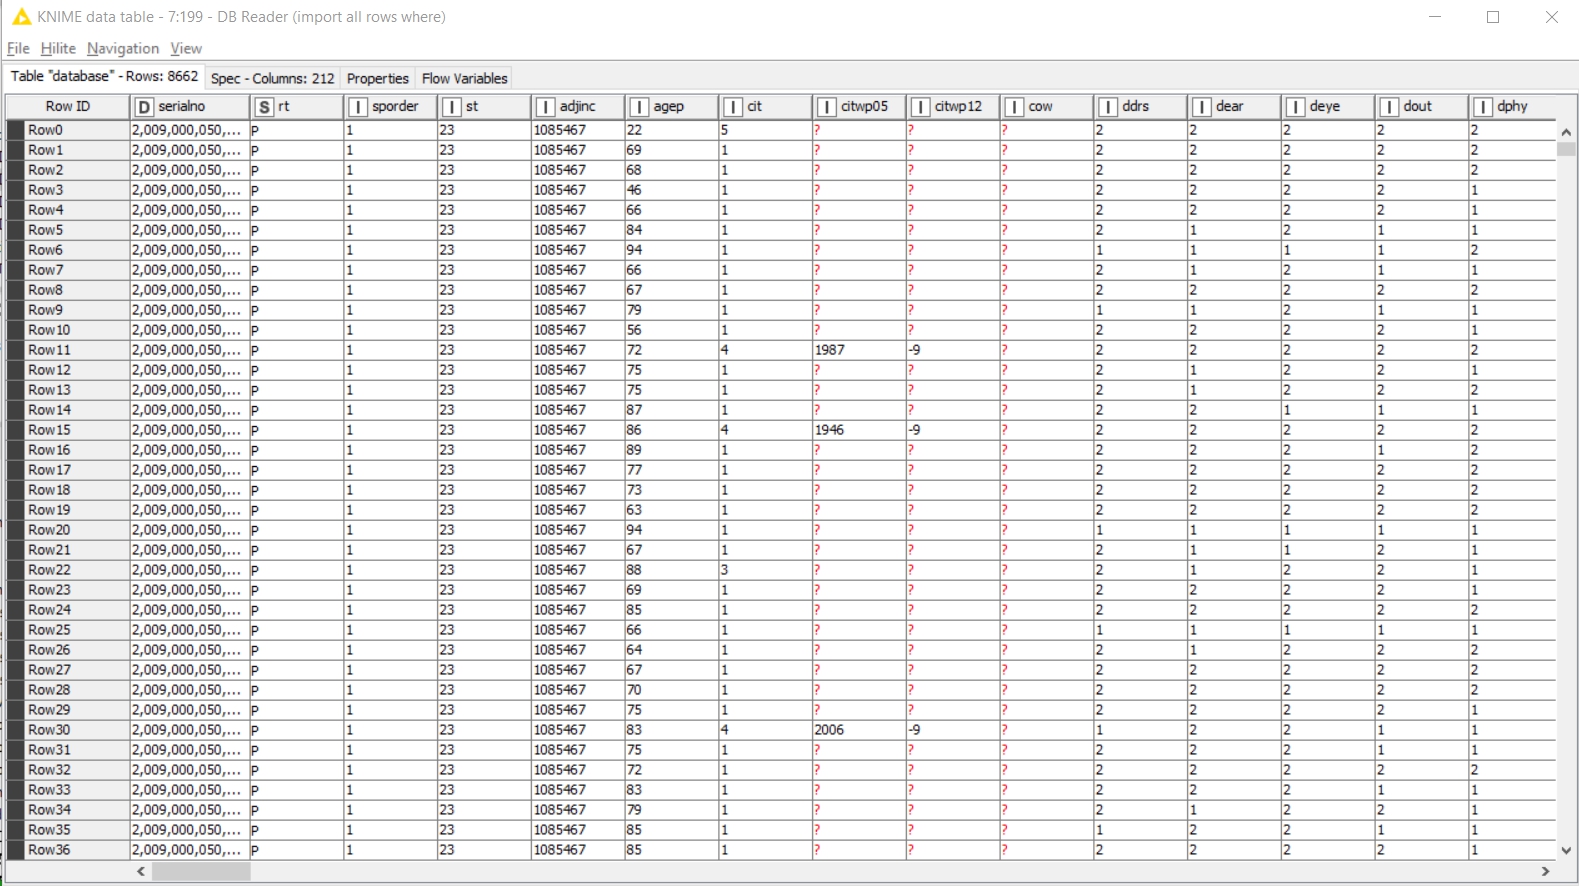 KNIME data table - 7:199 - DB Reader (import all rows where)
File Hilite Navigation View
Table "database" - Rows: 8662 Spec - Columns: 212 Properties Flow Variables
Row ID D serialno S rt I sporder I st I adjinc I agep I cit I citwp05 I citwp12 I cow I ddrs I dear I deye I dout I dphy
Row0 2,009,000,050,... P 1 23 1085467 22 5 ? ? ? 2 2 2 2 2
Row1 2,009,000,050,... P 1 23 1085467 69 1 ? ? ? 2 2 2 2 2
Row2 2,009,000,050,... P 1 23 1085467 68 1 ? ? ? 2 2 2 2 2
Row3 2,009,000,050,... P 1 23 1085467 46 1 ? ? ? 2 2 2 2 1
Row4 2,009,000,050,... P 1 23 1085467 66 1 ? ? ? 2 2 2 2 1
Row5 2,009,000,050,... P 1 23 1085467 84 1 ? ? ? 2 1 2 1 1
Row6 2,009,000,050,... P 1 23 1085467 94 1 ? ? ? 1 1 1 1 2
Row7 2,009,000,050,... P 1 23 1085467 66 1 ? ? ? 2 1 2 1 1
Row8 2,009,000,050,... P 1 23 1085467 67 1 ? ? ? 2 2 2 2 2
Row9 2,009,000,050,... P 1 23 1085467 79 1 ? ? ? 1 1 2 1 1
Row10 2,009,000,050,... P 1 23 1085467 56 1 ? ? ? 2 2 2 2 1
Row11 2,009,000,050,... P 1 23 1085467 72 4 1987 -9 ? 2 2 2 2 2
Row12 2,009,000,050,... P 1 23 1085467 75 1 ? ? ? 2 1 2 2 1
Row13 2,009,000,050,... P 1 23 1085467 75 1 ? ? ? 2 1 2 2 2
Row14 2,009,000,050,... P 1 23 1085467 87 1 ? ? ? 2 2 1 1 1
Row15 2,009,000,050,... P 1 23 1085467 86 4 1946 -9 ? 2 2 2 2 2
Row16 2,009,000,050,... P 1 23 1085467 89 1 ? ? ? 2 2 2 1 2
Row17 2,009,000,050,... P 1 23 1085467 77 1 ? ? ? 2 2 2 2 2
Row18 2,009,000,050,... P 1 23 1085467 73 1 ? ? ? 2 2 2 2 2
Row19 2,009,000,050,... P 1 23 1085467 63 1 ? ? ? 2 2 2 2 2
Row20 2,009,000,050,... P 1 23 1085467 94 1 ? ? ? 1 1 1 1 1
Row21 2,009,000,050,... P 1 23 1085467 67 1 ? ? ? 2 1 1 2 1
Row22 2,009,000,050,... P 1 23 1085467 88 3 ? ? ? 2 1 2 2 1
Row23 2,009,000,050,... P 1 23 1085467 69 1 ? ? ? 2 2 2 2 1
Row24 2,009,000,050,... P 1 23 1085467 85 1 ? ? ? 2 2 2 2 2
Row25 2,009,000,050,... P 1 23 1085467 66 1 ? ? ? 1 1 1 1 1
Row26 2,009,000,050,... P 1 23 1085467 64 1 ? ? ? 2 1 2 2 2
Row27 2,009,000,050,... P 1 23 1085467 67 1 ? ? ? 2 2 2 2 2
Row28 2,009,000,050,... P 1 23 1085467 70 1 ? ? ? 2 2 2 2 2
Row29 2,009,000,050,... P 1 23 1085467 75 1 ? ? ? 2 2 2 2 1
Row30 2,009,000,050,... P 1 23 1085467 83 4 2006 -9 ? 1 2 2 1 1
Row31 2,009,000,050,... P 1 23 1085467 75 1 ? ? ? 2 2 2 1 1
Row32 2,009,000,050,... P 1 23 1085467 72 1 ? ? ? 2 2 2 2 2
Row33 2,009,000,050,... P 1 23 1085467 83 1 ? ? ? 2 2 2 1 1
Row34 2,009,000,050,... P 1 23 1085467 79 1 ? ? ? 2 1 2 2 1
Row35 2,009,000,050,... P 1 23 1085467 85 1 ? ? ? 1 2 2 1 1
Row36 2,009,000,050,... P 1 23 1085467 85 1 ? ? ? 2 2 2 2 1